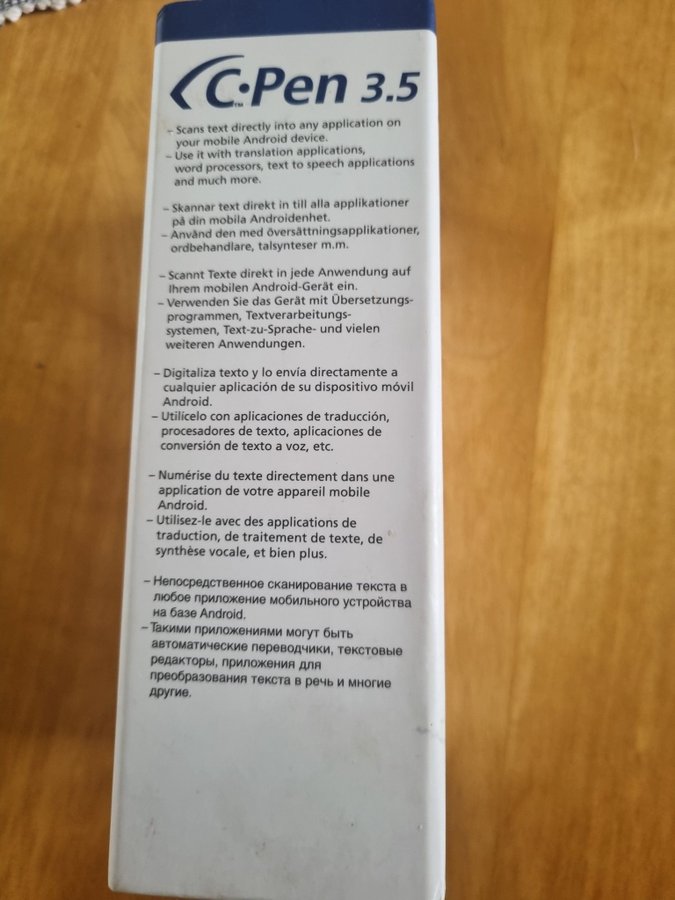 C·Pen 3.5
TM
– Scans text directly into any application on
your mobile Android device.
– Use it with translation applications,
word processors, text to speech applications
and much more.
– Skannar text direkt in till alla applikationer
på din mobila Androidenhet.
– Använd den med översättningsapplikationer,
ordbehandlare, talsynteser m.m.
– Scannt Texte direkt in jede Anwendung auf
Ihrem mobilen Android-Gerät ein.
– Verwenden Sie das Gerät mit Übersetzungs-
programmen, Textverarbeitungs-
systemen, Text-zu-Sprache- und vielen
weiteren Anwendungen.
– Digitaliza texto y lo envía directamente a
cualquier aplicación de su dispositivo móvil
Android.
– Utilícelo con aplicaciones de traducción,
procesadores de texto, aplicaciones de
conversión de texto a voz, etc.
– Numérise du texte directement dans une
application de votre appareil mobile
Android.
– Utilisez-le avec des applications de
traduction, de traitement de texte, de
synthèse vocale, et bien plus.
– Непосредственное сканирование текста в
любое приложение мобильного устройства
на базе Android.
– Такими приложениями могут быть
автоматические переводчики, текстовые
редакторы, приложения для
преобразования текста в речь и многие
другие.